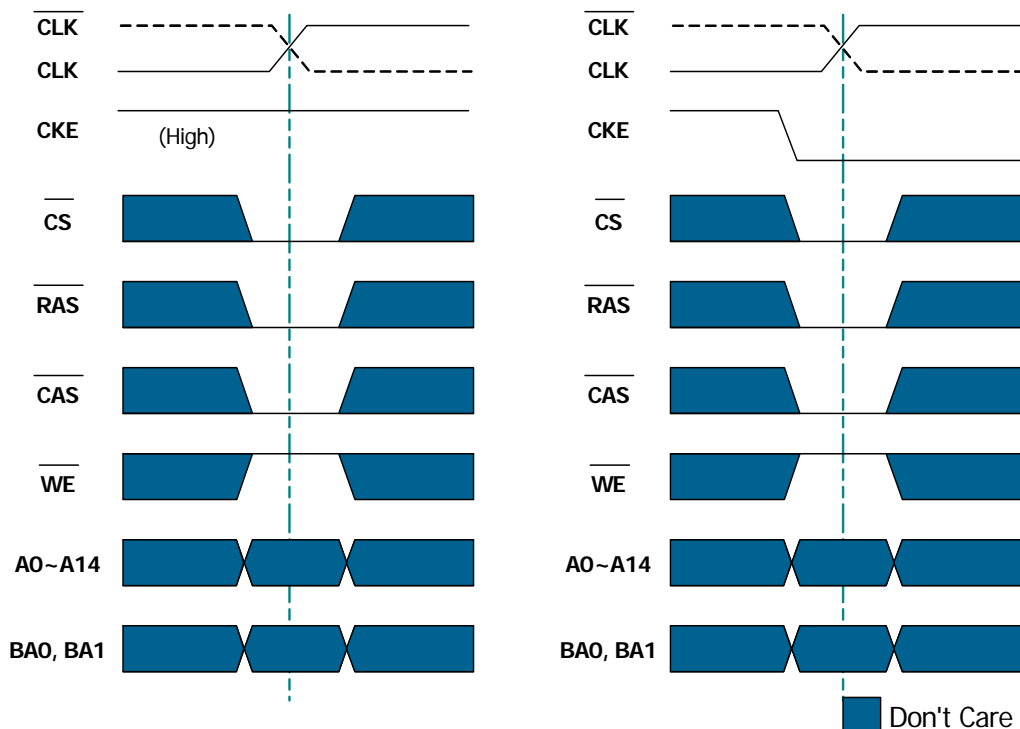 CLK
CLK
CKE
(High)
CS
RAS
CAS
WE
A0~A14
BA0, BA1
CLK
CLK
CKE
CS
RAS
CAS
WE
A0~A14
BA0, BA1
Don't Care